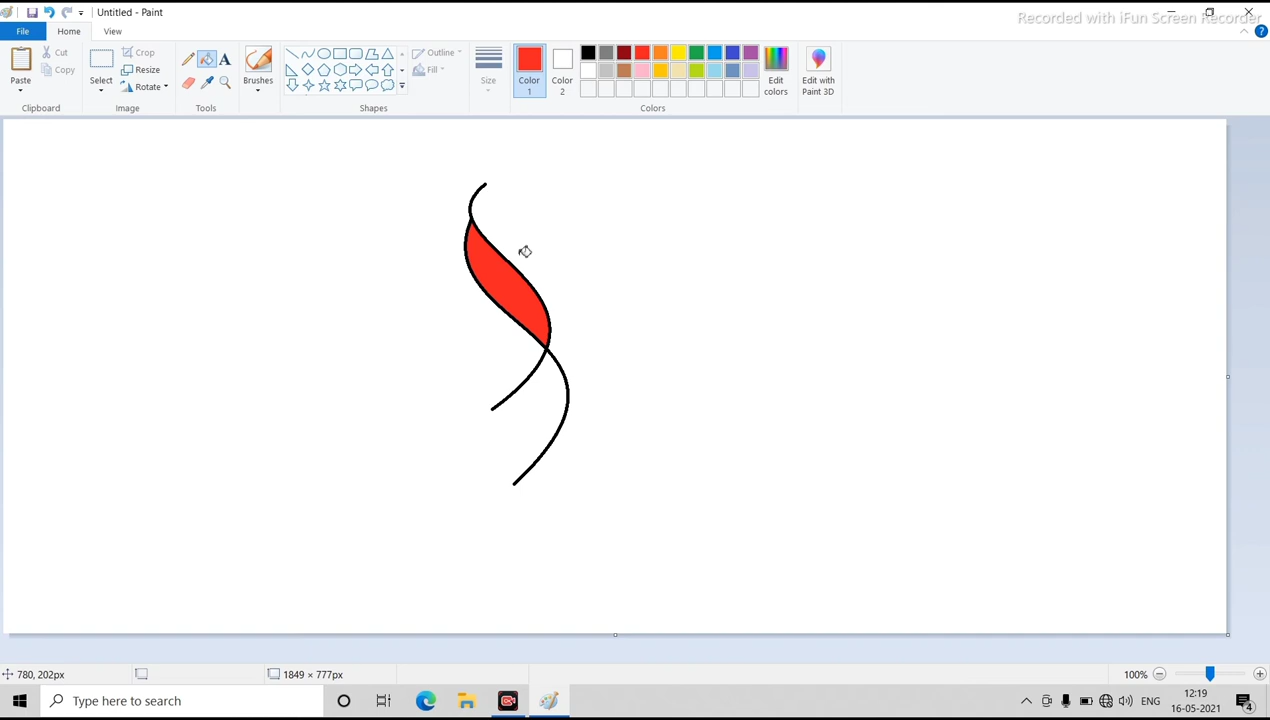 Untitled - Paint
Recorded with iFun Screen Recorder
File
Home
View
Paste
Cut
Copy
Clipboard
Select
Crop
Resize
Rotate
Image
A
Tools
Brushes
Outline
Fill
Shapes
Size
Color 1
Color 2
Edit colors
Colors
Edit with Paint 3D
780, 202px
1849 × 777px
100%
Type here to search
ENG
12:19
16-05-2021
4